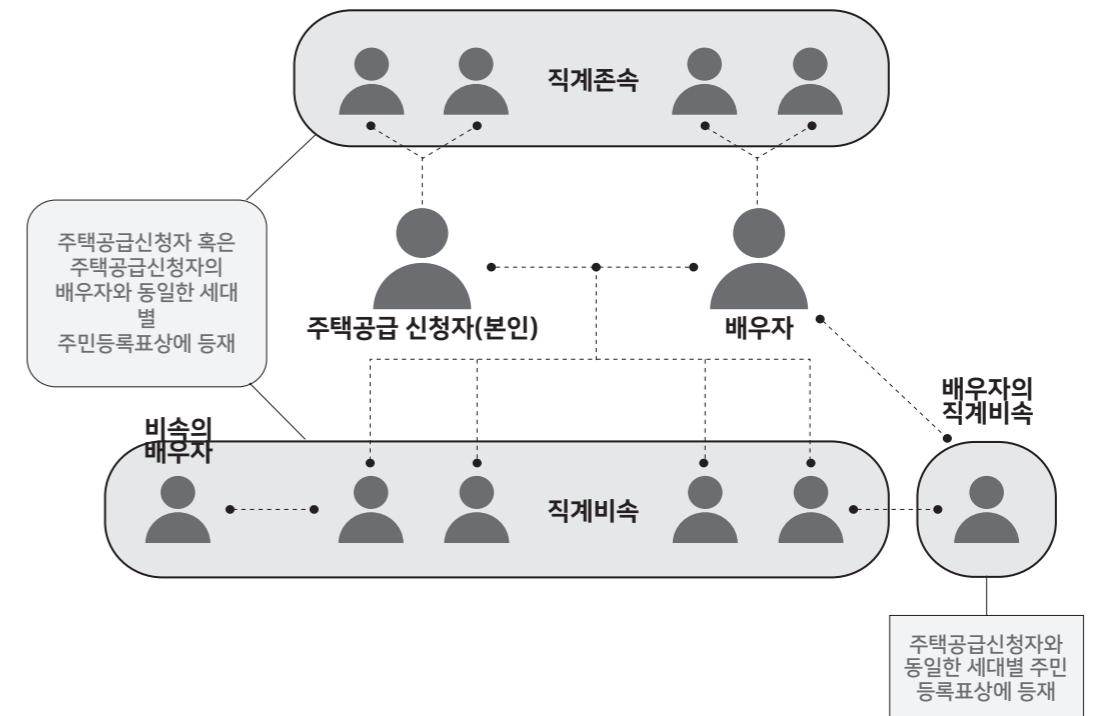 직계존속
주택공급신청자 혹은
주택공급신청자의
배우자와 동일한 세대
별
주민등록표상에 등재
주택공급 신청자(본인)
배우자
배우자의
직계비속
비속의
배우자
직계비속
주택공급신청자와
동일한 세대별 주민
등록표상에 등재